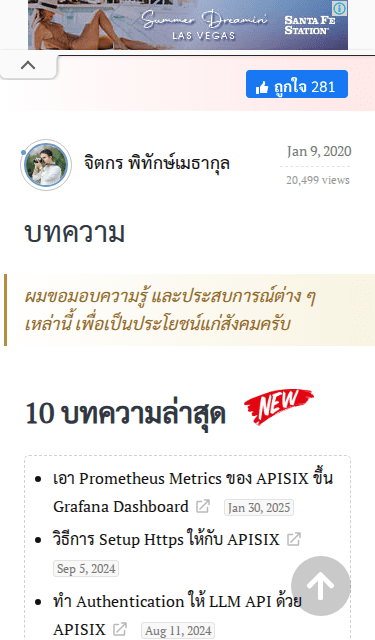 Summer Dreamin'
LAS VEGAS
SANTA FE
STATION
ถูกใจ 281
จิตกร พิทักษ์เมธากุล
Jan 9, 2020
20,499 views
บทความ
ผมขอมอบความรู้ และประสบการณ์ต่าง ๆ
เหล่านี้ เพื่อเป็นประโยชน์แก่สังคมครับ
10 บทความล่าสุด NEW
เอา Prometheus Metrics ของ APISIX ขึ้น
Grafana Dashboard Jan 30, 2025
วิธีการ Setup Https ให้กับ APISIX
Sep 5, 2024
ทำ Authentication ให้ LLM API ด้วย
APISIX Aug 11, 2024